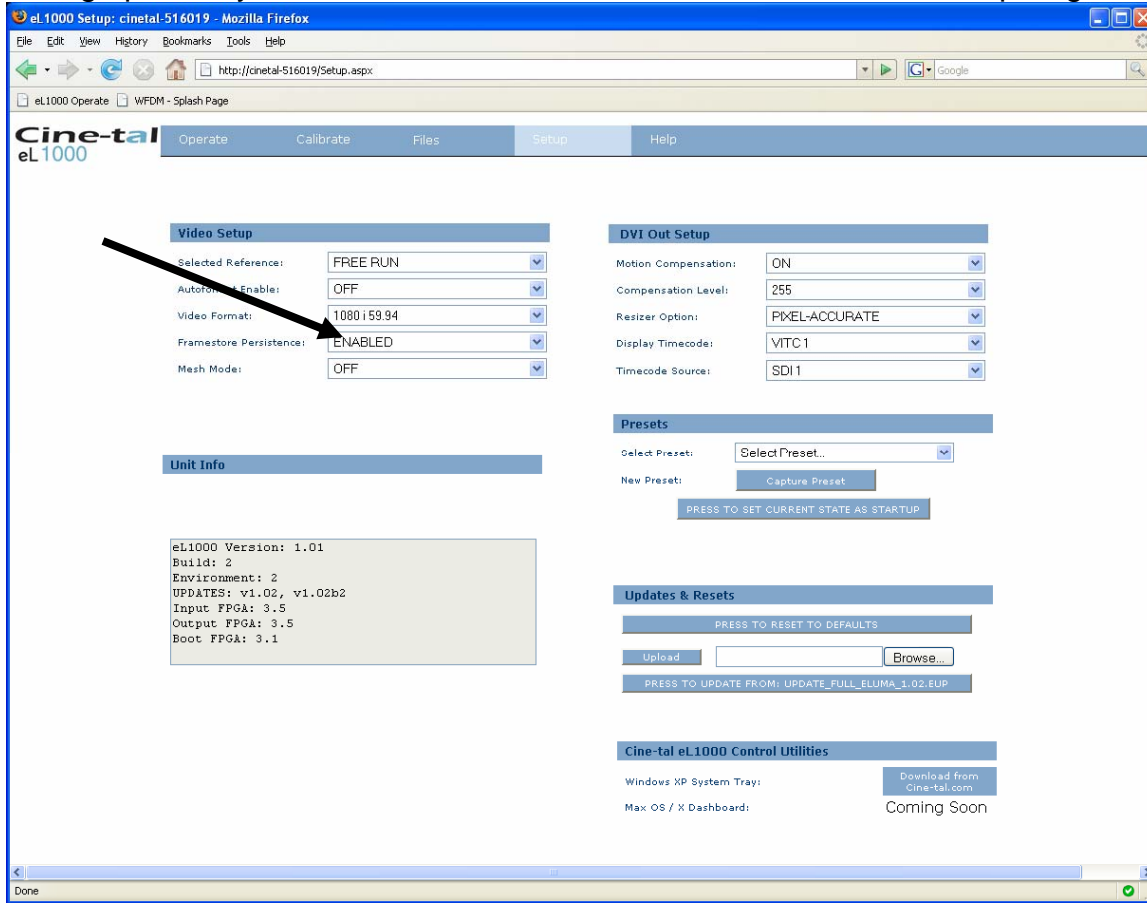 eL1000 Setup: cinetal-516019 - Mozilla Firefox
File Edit View History Bookmarks Tools Help
http://cinetal-516019/Setup.aspx
Google
eL1000 Operate WFDM - Splash Page
Cine-tal
eL1000
Operate Calibrate Files Setup Help
Video Setup
Selected Reference: FREE RUN
Enable: OFF
Video Format: 1080 i 59.94
Framestore Persistence: ENABLED
Mesh Mode: OFF
Unit Info
eL1000 Version: 1.01
Build: 2
Environment: 2
UPDATES: v1.02, v1.02b2
Input FPGA: 3.5
Output FPGA: 3.5
Boot FPGA: 3.1
DVI Out Setup
Motion Compensation: ON
Compensation Level: 255
Resizer Option: PIXEL-ACCURATE
Display Timecode: VITC 1
Timecode Source: SDI 1
Presets
Select Preset: Select Preset...
New Preset: Capture Preset
PRESS TO SET CURRENT STATE AS STARTUP
Updates & Resets
PRESS TO RESET TO DEFAULTS
Upload Browse...
PRESS TO UPDATE FROM: UPDATE_FULL_ELUMA_1.02.EUP
Cine-tal eL1000 Control Utilities
Windows XP System Tray: Download from
Cine-tal.com
Max OS / X Dashboard: Coming Soon
Done